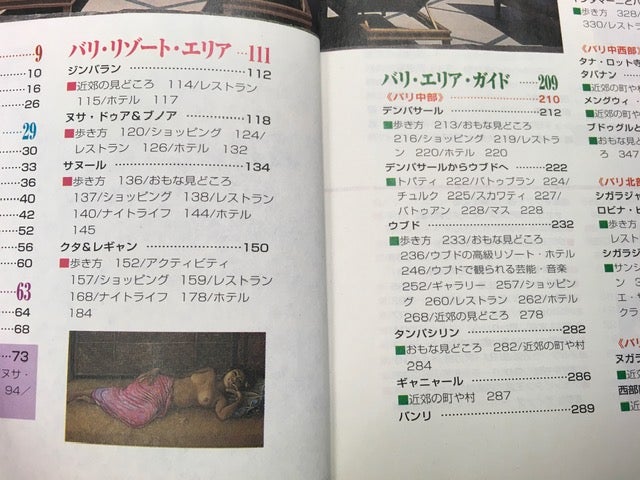 9
10
16
26
29
30
33
36
40
42
52
56
60
63
64
68
73
ヌサ・
94／
バリ・リゾート・エリア …111
ジンバラン 112
■近郊の見どころ 114／レストラン
115／ホテル 117
ヌサ・ドゥア&ブノア 118
■歩き方 120／ショッピング 124／
レストラン 126／ホテル 132
サヌール 134
■歩き方 136／おもな見どころ
137／ショッピング 138／レストラン
140／ナイトライフ 144／ホテル
145
クタ&レギャン 150
■歩き方 152／アクティビティ
157／ショッピング 159／レストラン
168／ナイトライフ 178／ホテル
184
バリ・エリア・ガイド 209
《バリ中部》 210
デンパサール 212
■歩き方 213／おもな見どころ
216／ショッピング 219／レストラ
ン 220／ホテル 220
デンパサールからウブドへ 222
■トパティ 222／バトゥブラン 224／
チュルク 225／スカワティ 227／
バトゥアン 228／マス 228
ウブド 232
■歩き方 233／おもな見どころ
236／ウブドの高級リゾート・ホテル
246／ウブドで観られる芸能・音楽
252／ギャラリー 257／ショッピン
グ 260／レストラン 262／ホテル
268／近郊の見どころ 278
タンパシリン 282
■おもな見どころ 282／近郊の町や村
284
ギャニャール 286
■近郊の町や村 287
バンリ 289
■歩き方 328／
330／レスト
《バリ中西部》
タナ・ロット寺
タバナン
■近郊の町や
メングウィ
■近郊の見ど
ブドゥグル
■おもな見ど
347
《バリ北部
シガラジャ
ロビナ・ビ
■歩き方
レスト
シガラジ
■サンシ
／
エ・サ
クラ
《バリ
ヌガラ
■近郊
西部
■近郊